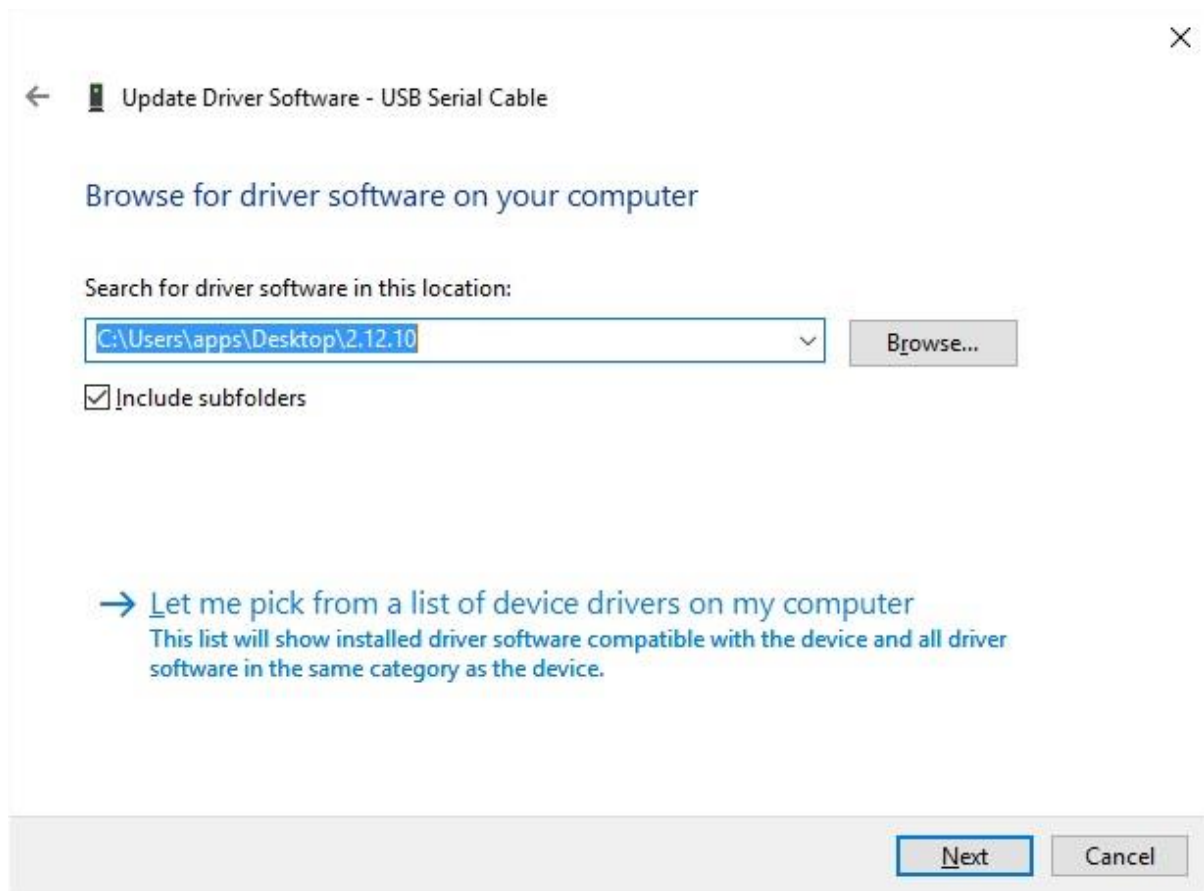 Update Driver Software - USB Serial Cable
Browse for driver software on your computer
Search for driver software in this location:
C:\Users\apps\Desktop\2.12.10
Browse...
Include subfolders
Let me pick from a list of device drivers on my computer
This list will show installed driver software compatible with the device and all driver
software in the same category as the device.
Next
Cancel